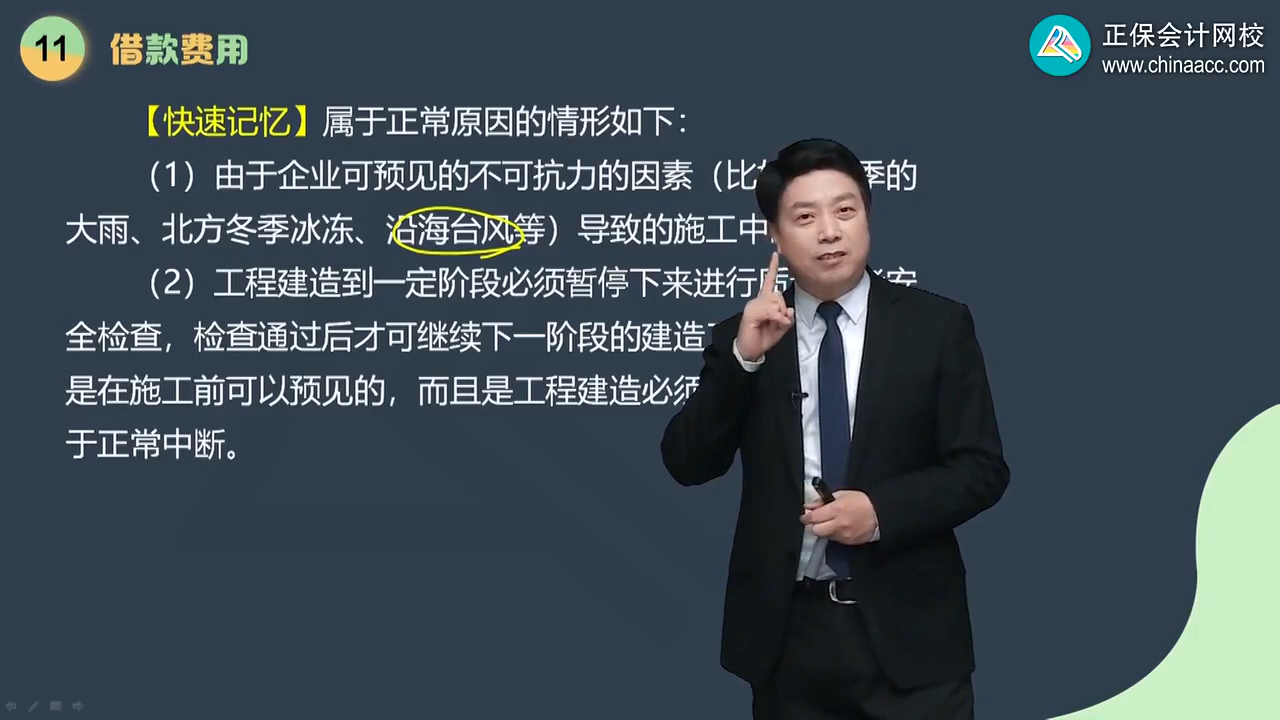 11 借款费用
正保会计网校
www.chinaacc.com
【快速记忆】属于正常原因的情形如下：
（1）由于企业可预见的不可抗力的因素（比 季的
大雨、北方冬季冰冻、沿海台风等）导致的施工中
（2）工程建造到一定阶段必须暂停下来进行 安
全检查，检查通过后才可继续下一阶段的建造
是在施工前可以预见的，而且是工程建造必须
于正常中断。